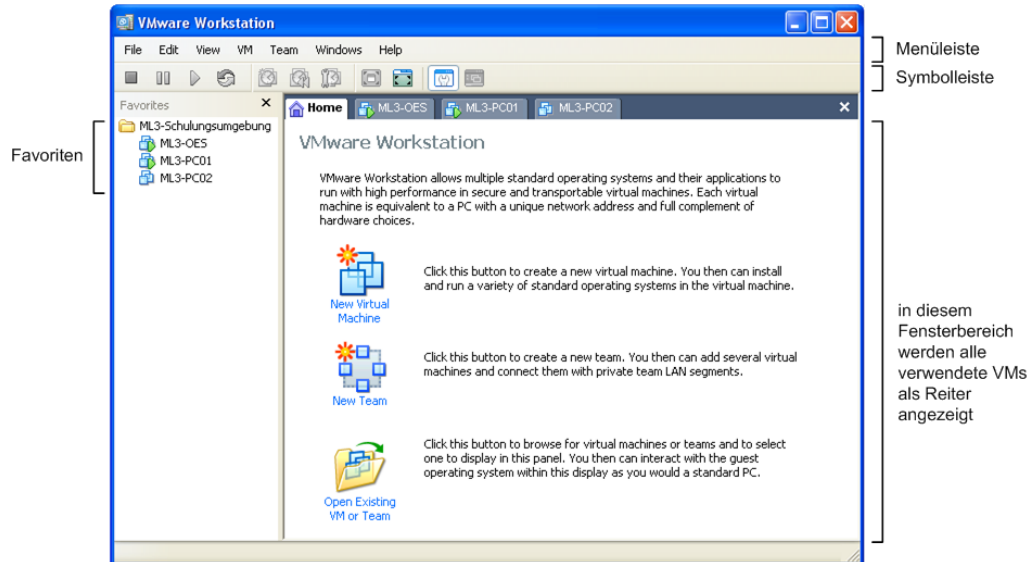 VMware Workstation
File Edit View VM Team Windows Help
Menüleiste
Symbolleiste
Favorites
Home ML3-OES ML3-PC01 ML3-PC02
Favoriten
ML3-Schulungsumgebung
ML3-OES
ML3-PC01
ML3-PC02
VMware Workstation
VMware Workstation allows multiple standard operating systems and their applications to
run with high performance in secure and transportable virtual machines. Each virtual
machine is equivalent to a PC with a unique network address and full complement of
hardware choices.
New Virtual
Machine
Click this button to create a new virtual machine. You then can install
and run a variety of standard operating systems in the virtual machine.
New Team
Click this button to create a new team. You then can add several virtual
machines and connect them with private team LAN segments.
Open Existing
VM or Team
Click this button to browse for virtual machines or teams and to select
one to display in this panel. You then can interact with the guest
operating system within this display as you would a standard PC.
in diesem
Fensterbereich
werden alle
verwendete VMs
als Reiter
angezeigt